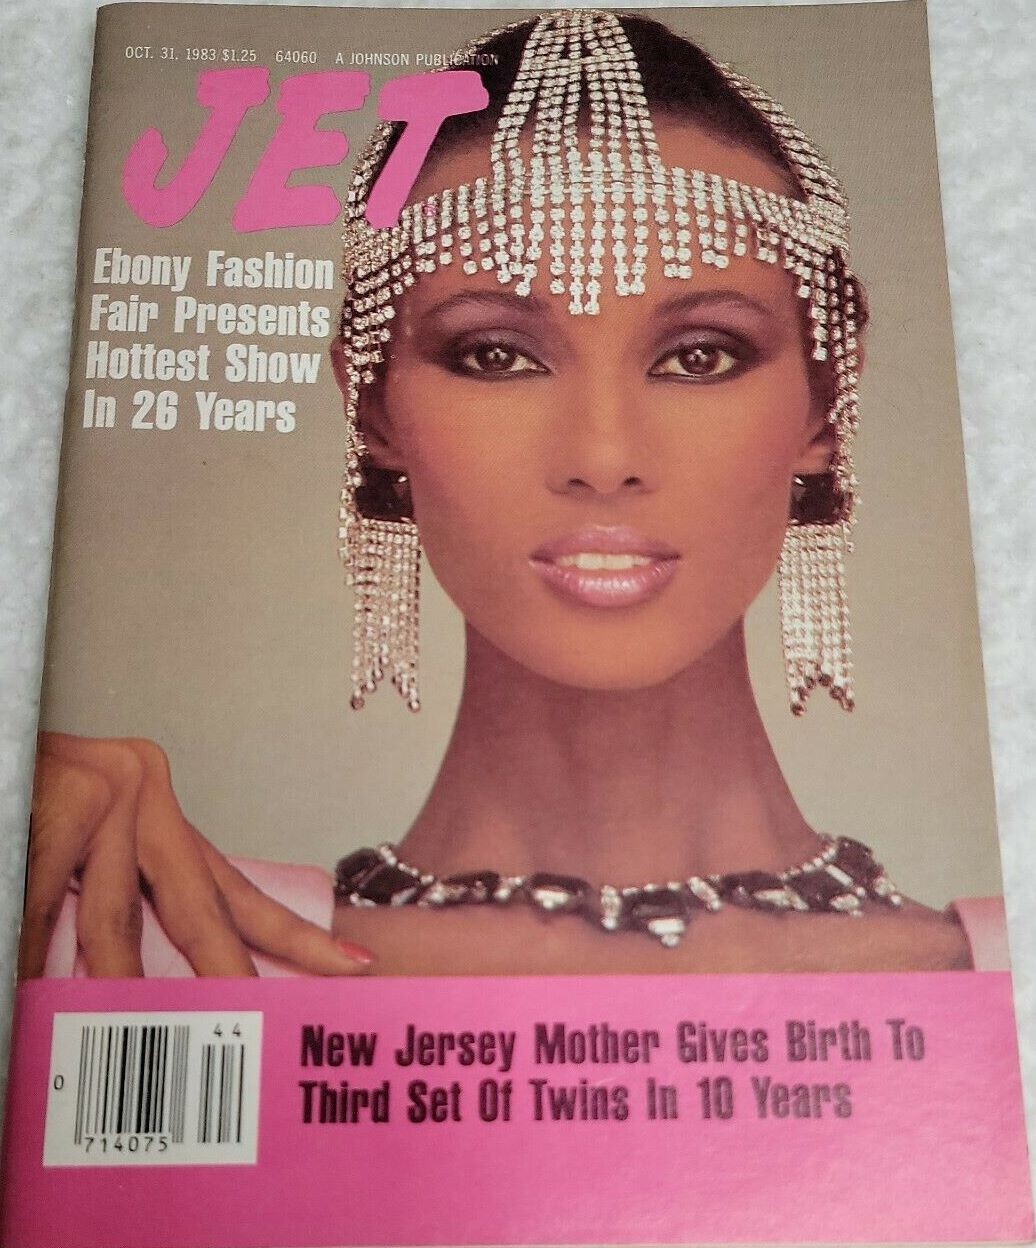 OCT. 31, 1983 $1.25 64060 A JOHNSON PUBLICATION
JET
Ebony Fashion
Fair Presents
Hottest Show
In 26 Years
New Jersey Mother Gives Birth To
Third Set Of Twins In 10 Years
44
0
714075